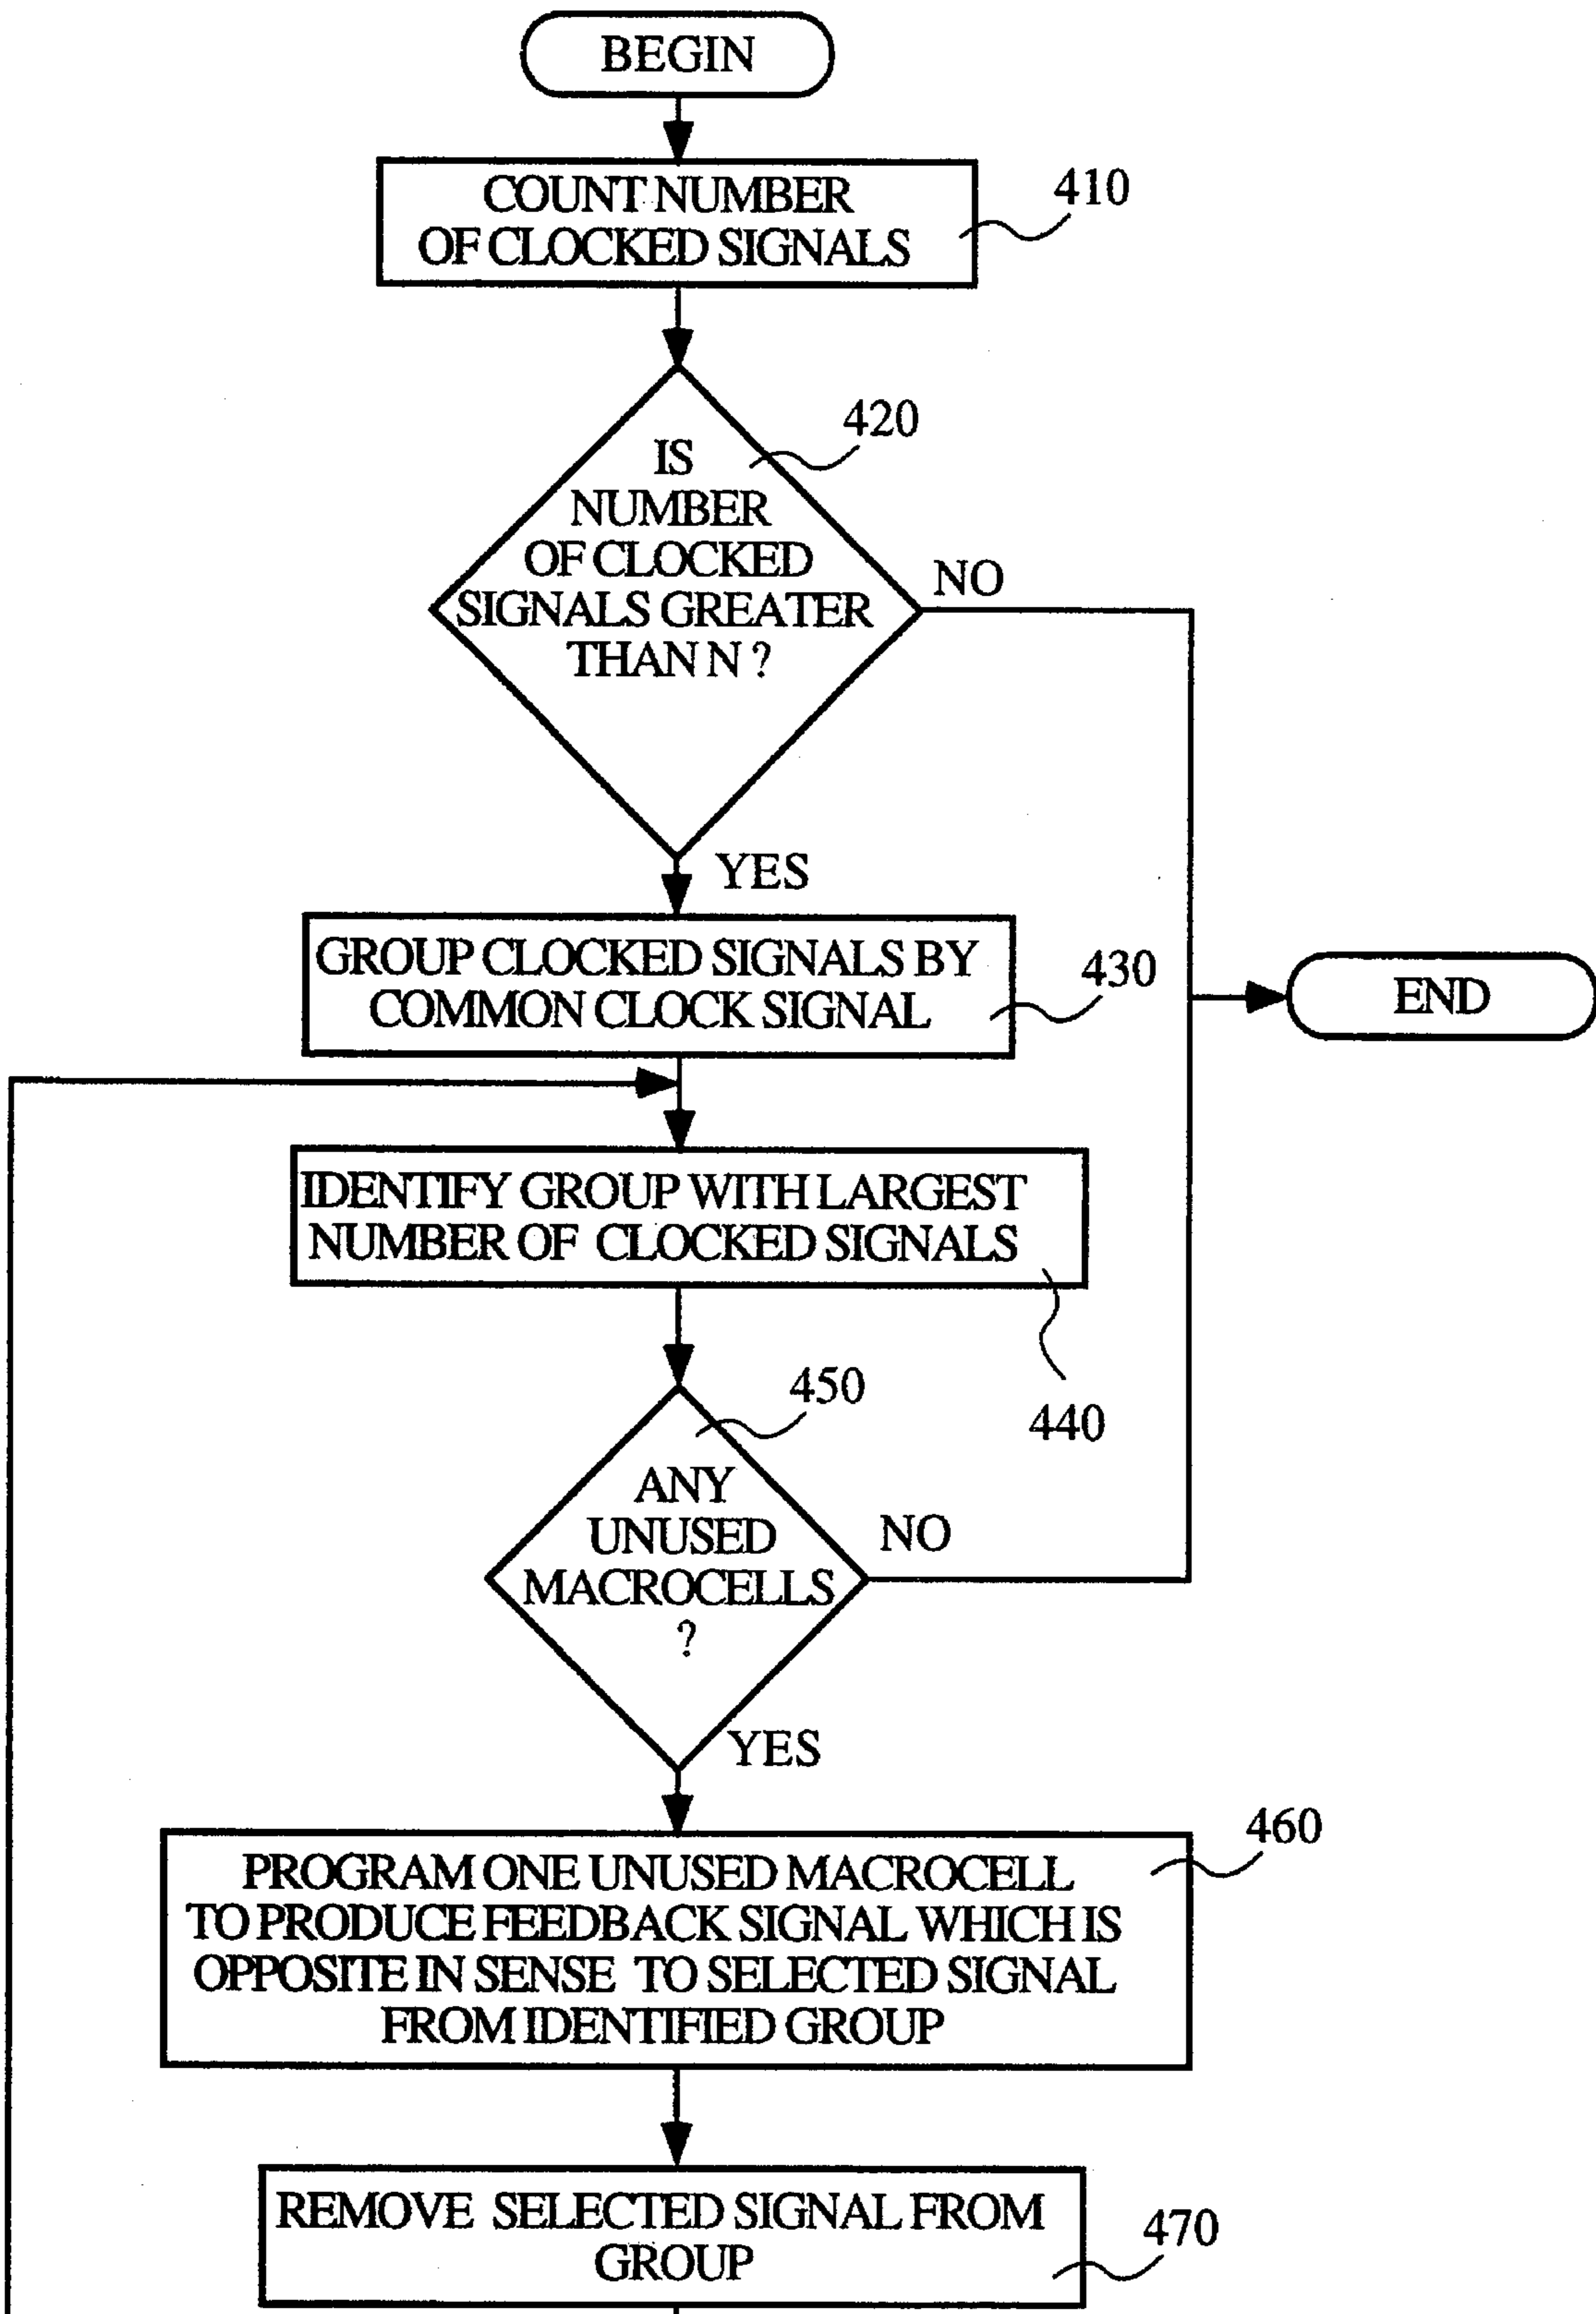 BEGIN
COUNT NUMBER
OF CLOCKED SIGNALS
410
IS
NUMBER
OF CLOCKED
SIGNALS GREATER
THAN N ?
420
NO
YES
GROUP CLOCKED SIGNALS BY
COMMON CLOCK SIGNAL
430
END
IDENTIFY GROUP WITH LARGEST
NUMBER OF CLOCKED SIGNALS
440
450
ANY
UNUSED
MACROCELLS
?
NO
YES
460
PROGRAM ONE UNUSED MACROCELL
TO PRODUCE FEEDBACK SIGNAL WHICH IS
OPPOSITE IN SENSE TO SELECTED SIGNAL
FROM IDENTIFIED GROUP
REMOVE SELECTED SIGNAL FROM
GROUP
470